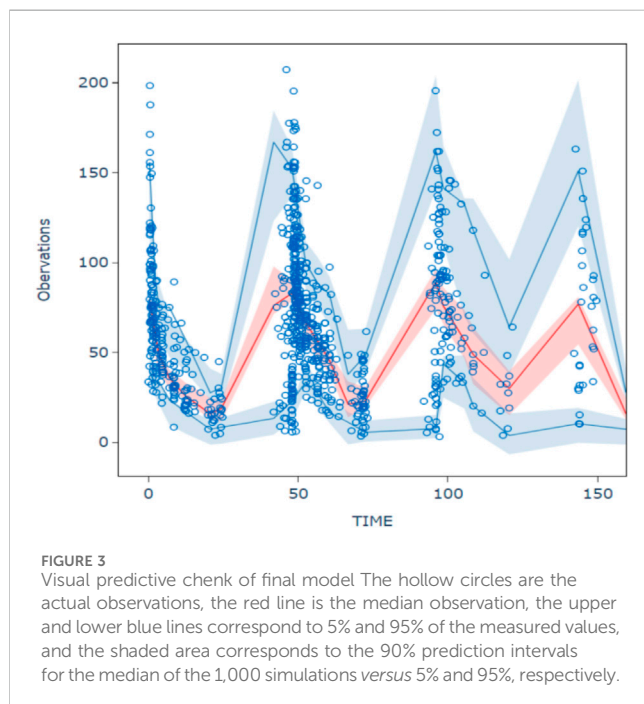 200
150
100
50
0
Obervations
0
50
100
150
TIME
FIGURE 3
Visual predictive chenk of final model The hollow circles are the
actual observations, the red line is the median observation, the upper
and lower blue lines correspond to 5% and 95% of the measured values,
and the shaded area corresponds to the 90% prediction intervals
for the median of the 1,000 simulations versus 5% and 95%, respectively.